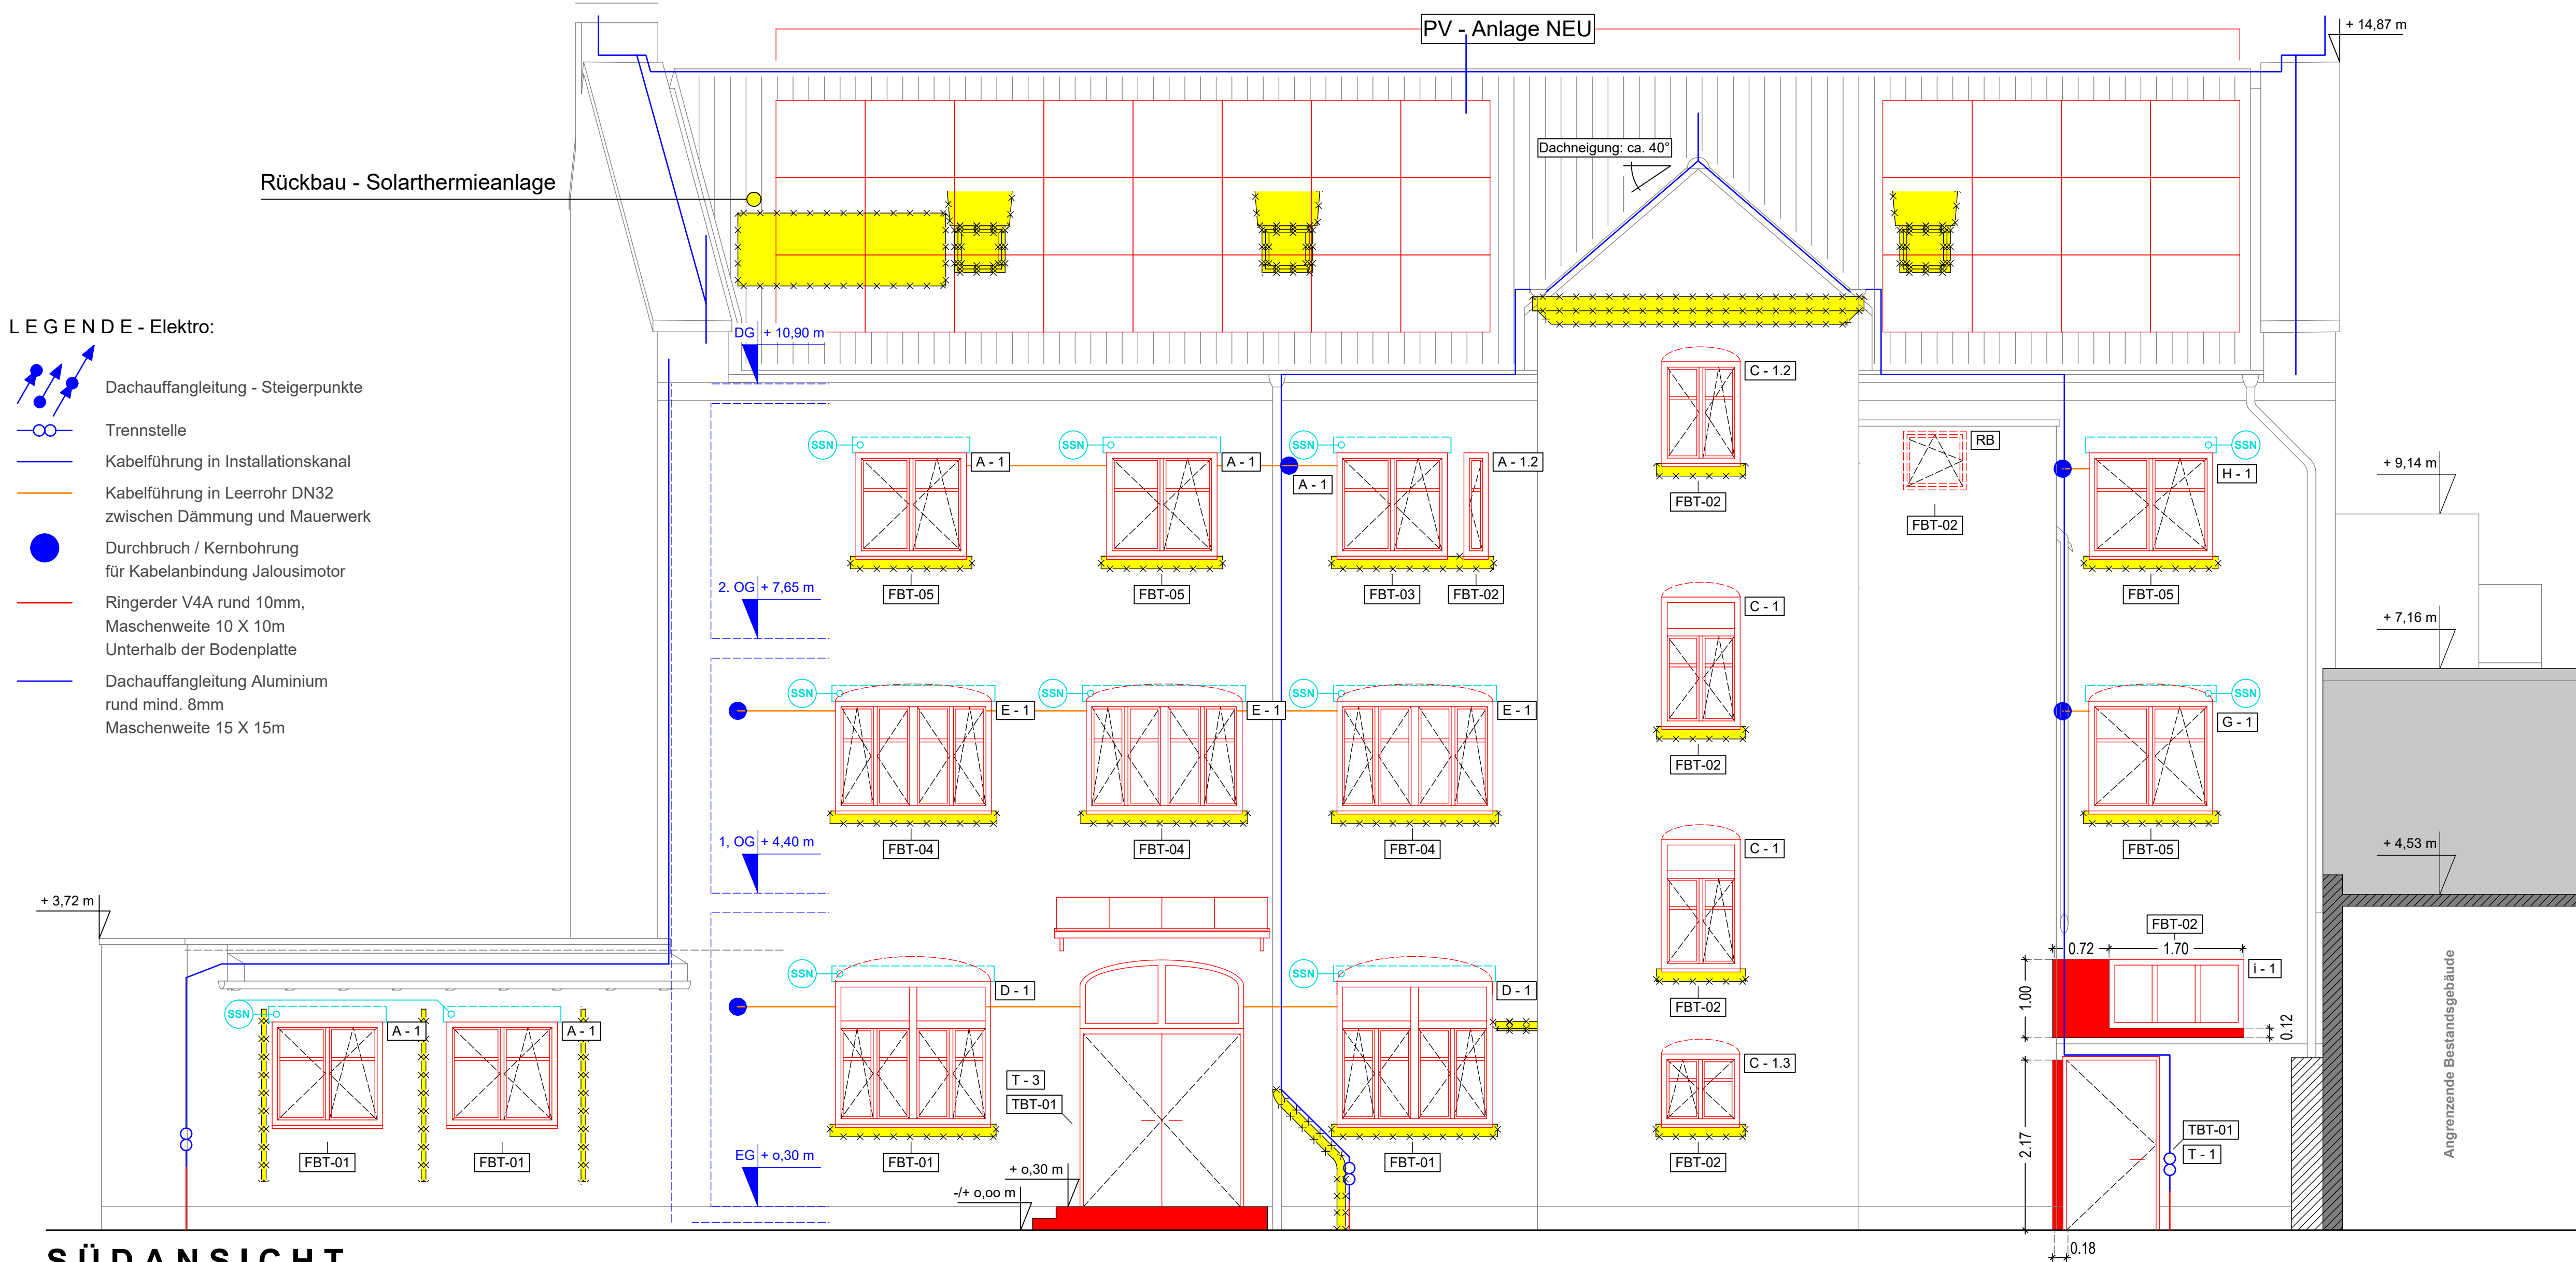 PV - Anlage NEU
+ 14,87 m
Dachneigung: ca. 40°
Rückbau - Solarthermieanlage
L E G E N D E - Elektro:
Dachauffangleitung - Steigerpunkte
Trennstelle
Kabelführung in Installationskanal
Kabelführung in Leerrohr DN32
zwischen Dämmung und Mauerwerk
Durchbruch / Kernbohrung
für Kabelanbindung Jalousimotor
Ringerder V4A rund 10mm,
Maschenweite 10 X 10m
Unterhalb der Bodenplatte
Dachauffangleitung Aluminium
rund mind. 8mm
Maschenweite 15 X 15m
DG + 10,90 m
C - 1.2
FBT-02
SSN
A - 1
SSN
A - 1
SSN
A - 1
A - 1.2
RB
FBT-02
SSN
H - 1
+ 9,14 m
FBT-05
FBT-05
FBT-03
FBT-02
FBT-05
2. OG + 7,65 m
C - 1
+ 7,16 m
SSN
E - 1
SSN
E - 1
SSN
E - 1
SSN
G - 1
FBT-02
FBT-04
FBT-04
FBT-04
FBT-05
1, OG + 4,40 m
C - 1
+ 4,53 m
+ 3,72 m
FBT-02
0.72
1.70
i - 1
1.00
0.12
SSN
D - 1
SSN
D - 1
FBT-02
SSN
A - 1
A - 1
C - 1.3
T - 3
TBT-01
FBT-01
FBT-01
FBT-01
FBT-01
FBT-02
2.17
TBT-01
T - 1
EG + o,30 m
+ o,30 m
-/+ o,oo m
0.18
Angrenzende Bestandsgebäude
SÜDANSICHT